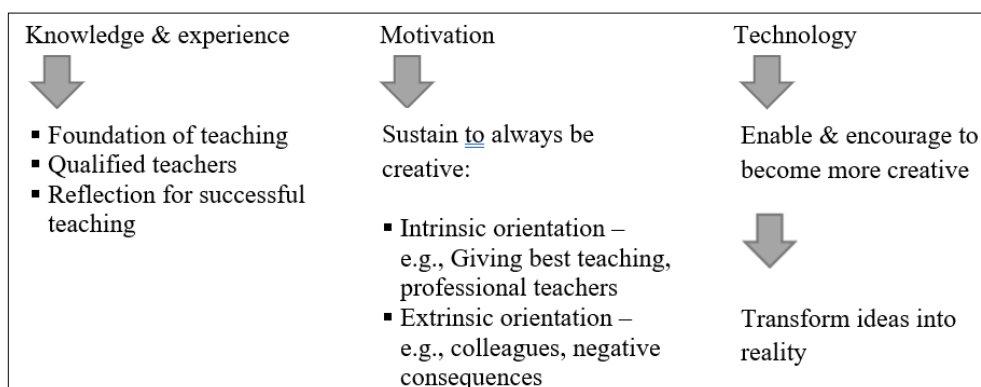 Knowledge & experience
▪ Foundation of teaching
▪ Qualified teachers
▪ Reflection for successful
teaching
Motivation
Sustain to always be
creative:
▪ Intrinsic orientation –
e.g., Giving best teaching,
professional teachers
▪ Extrinsic orientation –
e.g., colleagues, negative
consequences
Technology
Enable & encourage to
become more creative
Transform ideas into
reality